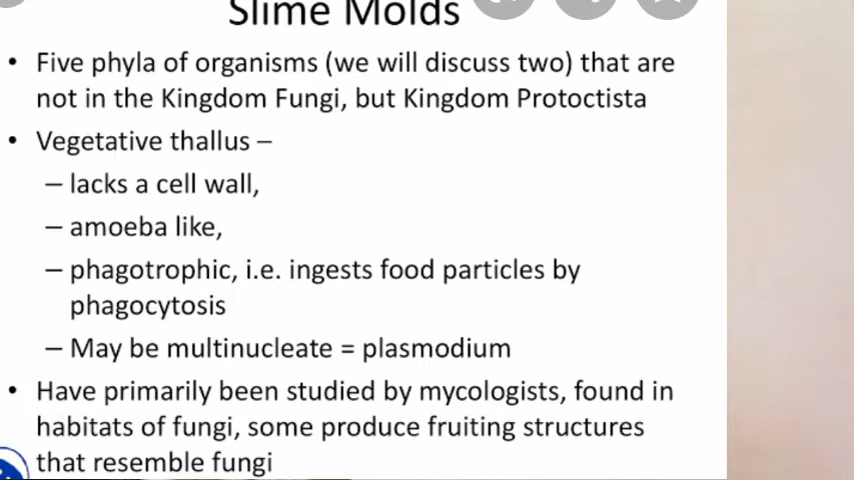 Slime Molds
• Five phyla of organisms (we will discuss two) that are
not in the Kingdom Fungi, but Kingdom Protoctista
• Vegetative thallus –
– lacks a cell wall,
– amoeba like,
– phagotrophic, i.e. ingests food particles by
phagocytosis
– May be multinucleate = plasmodium
• Have primarily been studied by mycologists, found in
habitats of fungi, some produce fruiting structures
that resemble fungi